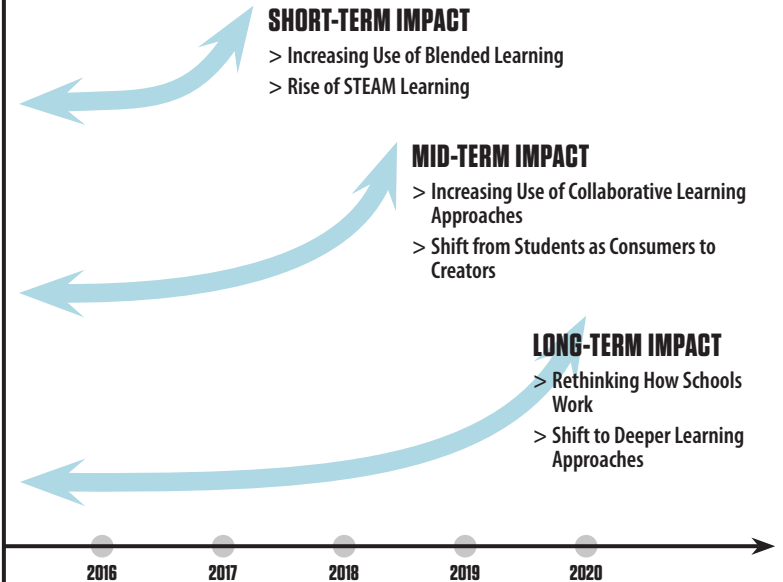 SHORT-TERM IMPACT
> Increasing Use of Blended Learning
> Rise of STEAM Learning
MID-TERM IMPACT
> Increasing Use of Collaborative Learning
Approaches
> Shift from Students as Consumers to
Creators
LONG-TERM IMPACT
> Rethinking How Schools
Work
> Shift to Deeper Learning
Approaches
2016 2017 2018 2019 2020